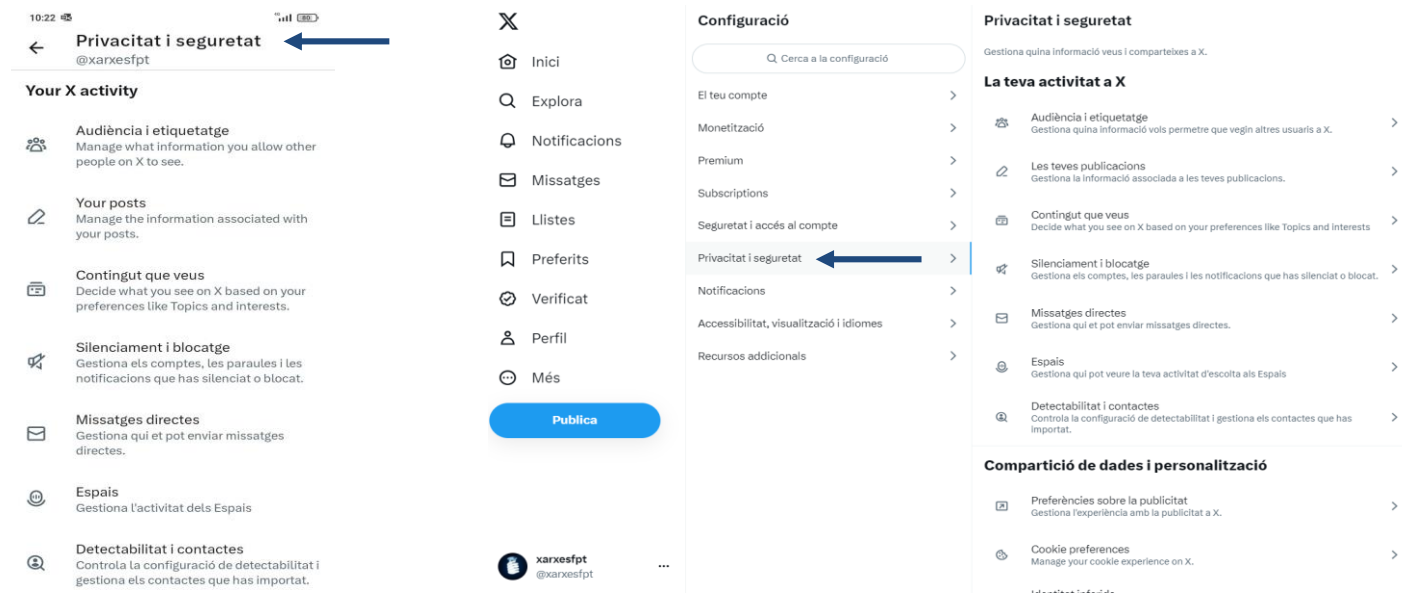 10:22
80
Privacitat i seguretat
@xarxesfpt
Your X activity
Audiència i etiquetatge
Manage what information you allow other
people on X to see.
Your posts
Manage the information associated with
your posts.
Contingut que veus
Decide what you see on X based on your
preferences like Topics and interests.
Silenciament i blocatge
Gestiona els comptes, les paraules i les
notificacions que has silenciat o blocat.
Missatges directes
Gestiona qui et pot enviar missatges
directes.
Espais
Gestiona l'activitat dels Espais
Detectabilitat i contactes
Controla la configuració de detectabilitat i
gestiona els contactes que has importat.
X
Inici
Explora
Notificacions
Missatges
Llistes
Preferits
Verificat
Perfil
Més
Publica
xarxesfpt
@xarxesfpt
Configuració
Cerca a la configuració
El teu compte
Monetització
Premium
Subscriptions
Seguretat i accés al compte
Privacitat i seguretat
Notificacions
Accessibilitat, visualització i idiomes
Recursos addicionals
Privacitat i seguretat
Gestiona quina informació veus i comparteixes a X.
La teva activitat a X
Audiència i etiquetatge
Gestiona quina informació vols permetre que vegin altres usuaris a X.
Les teves publicacions
Gestiona la informació associada a les teves publicacions.
Contingut que veus
Decide what you see on X based on your preferences like Topics and interests
Silenciament i blocatge
Gestiona els comptes, les paraules i les notificacions que has silenciat o blocat.
Missatges directes
Gestiona qui et pot enviar missatges directes.
Espais
Gestiona qui pot veure la teva activitat d'escolta als Espais
Detectabilitat i contactes
Controla la configuració de detectabilitat i gestiona els contactes que has
importat.
Compartició de dades i personalització
Preferències sobre la publicitat
Gestiona l'experiència amb la publicitat a X.
Cookie preferences
Manage your cookie experience on X.